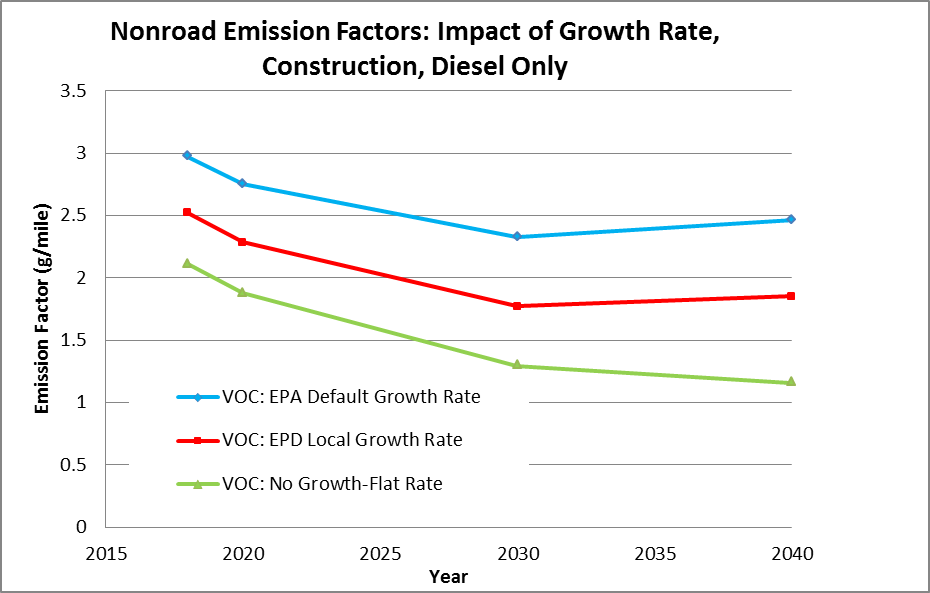 Nonroad Emission Factors: Impact of Growth Rate,
Construction, Diesel Only
3.5
3
2.5
2
1.5
1
0.5
0
Emission Factor (g/mile)
VOC: EPA Default Growth Rate
VOC: EPD Local Growth Rate
VOC: No Growth-Flat Rate
2015 2020 2025 2030 2035 2040
Year